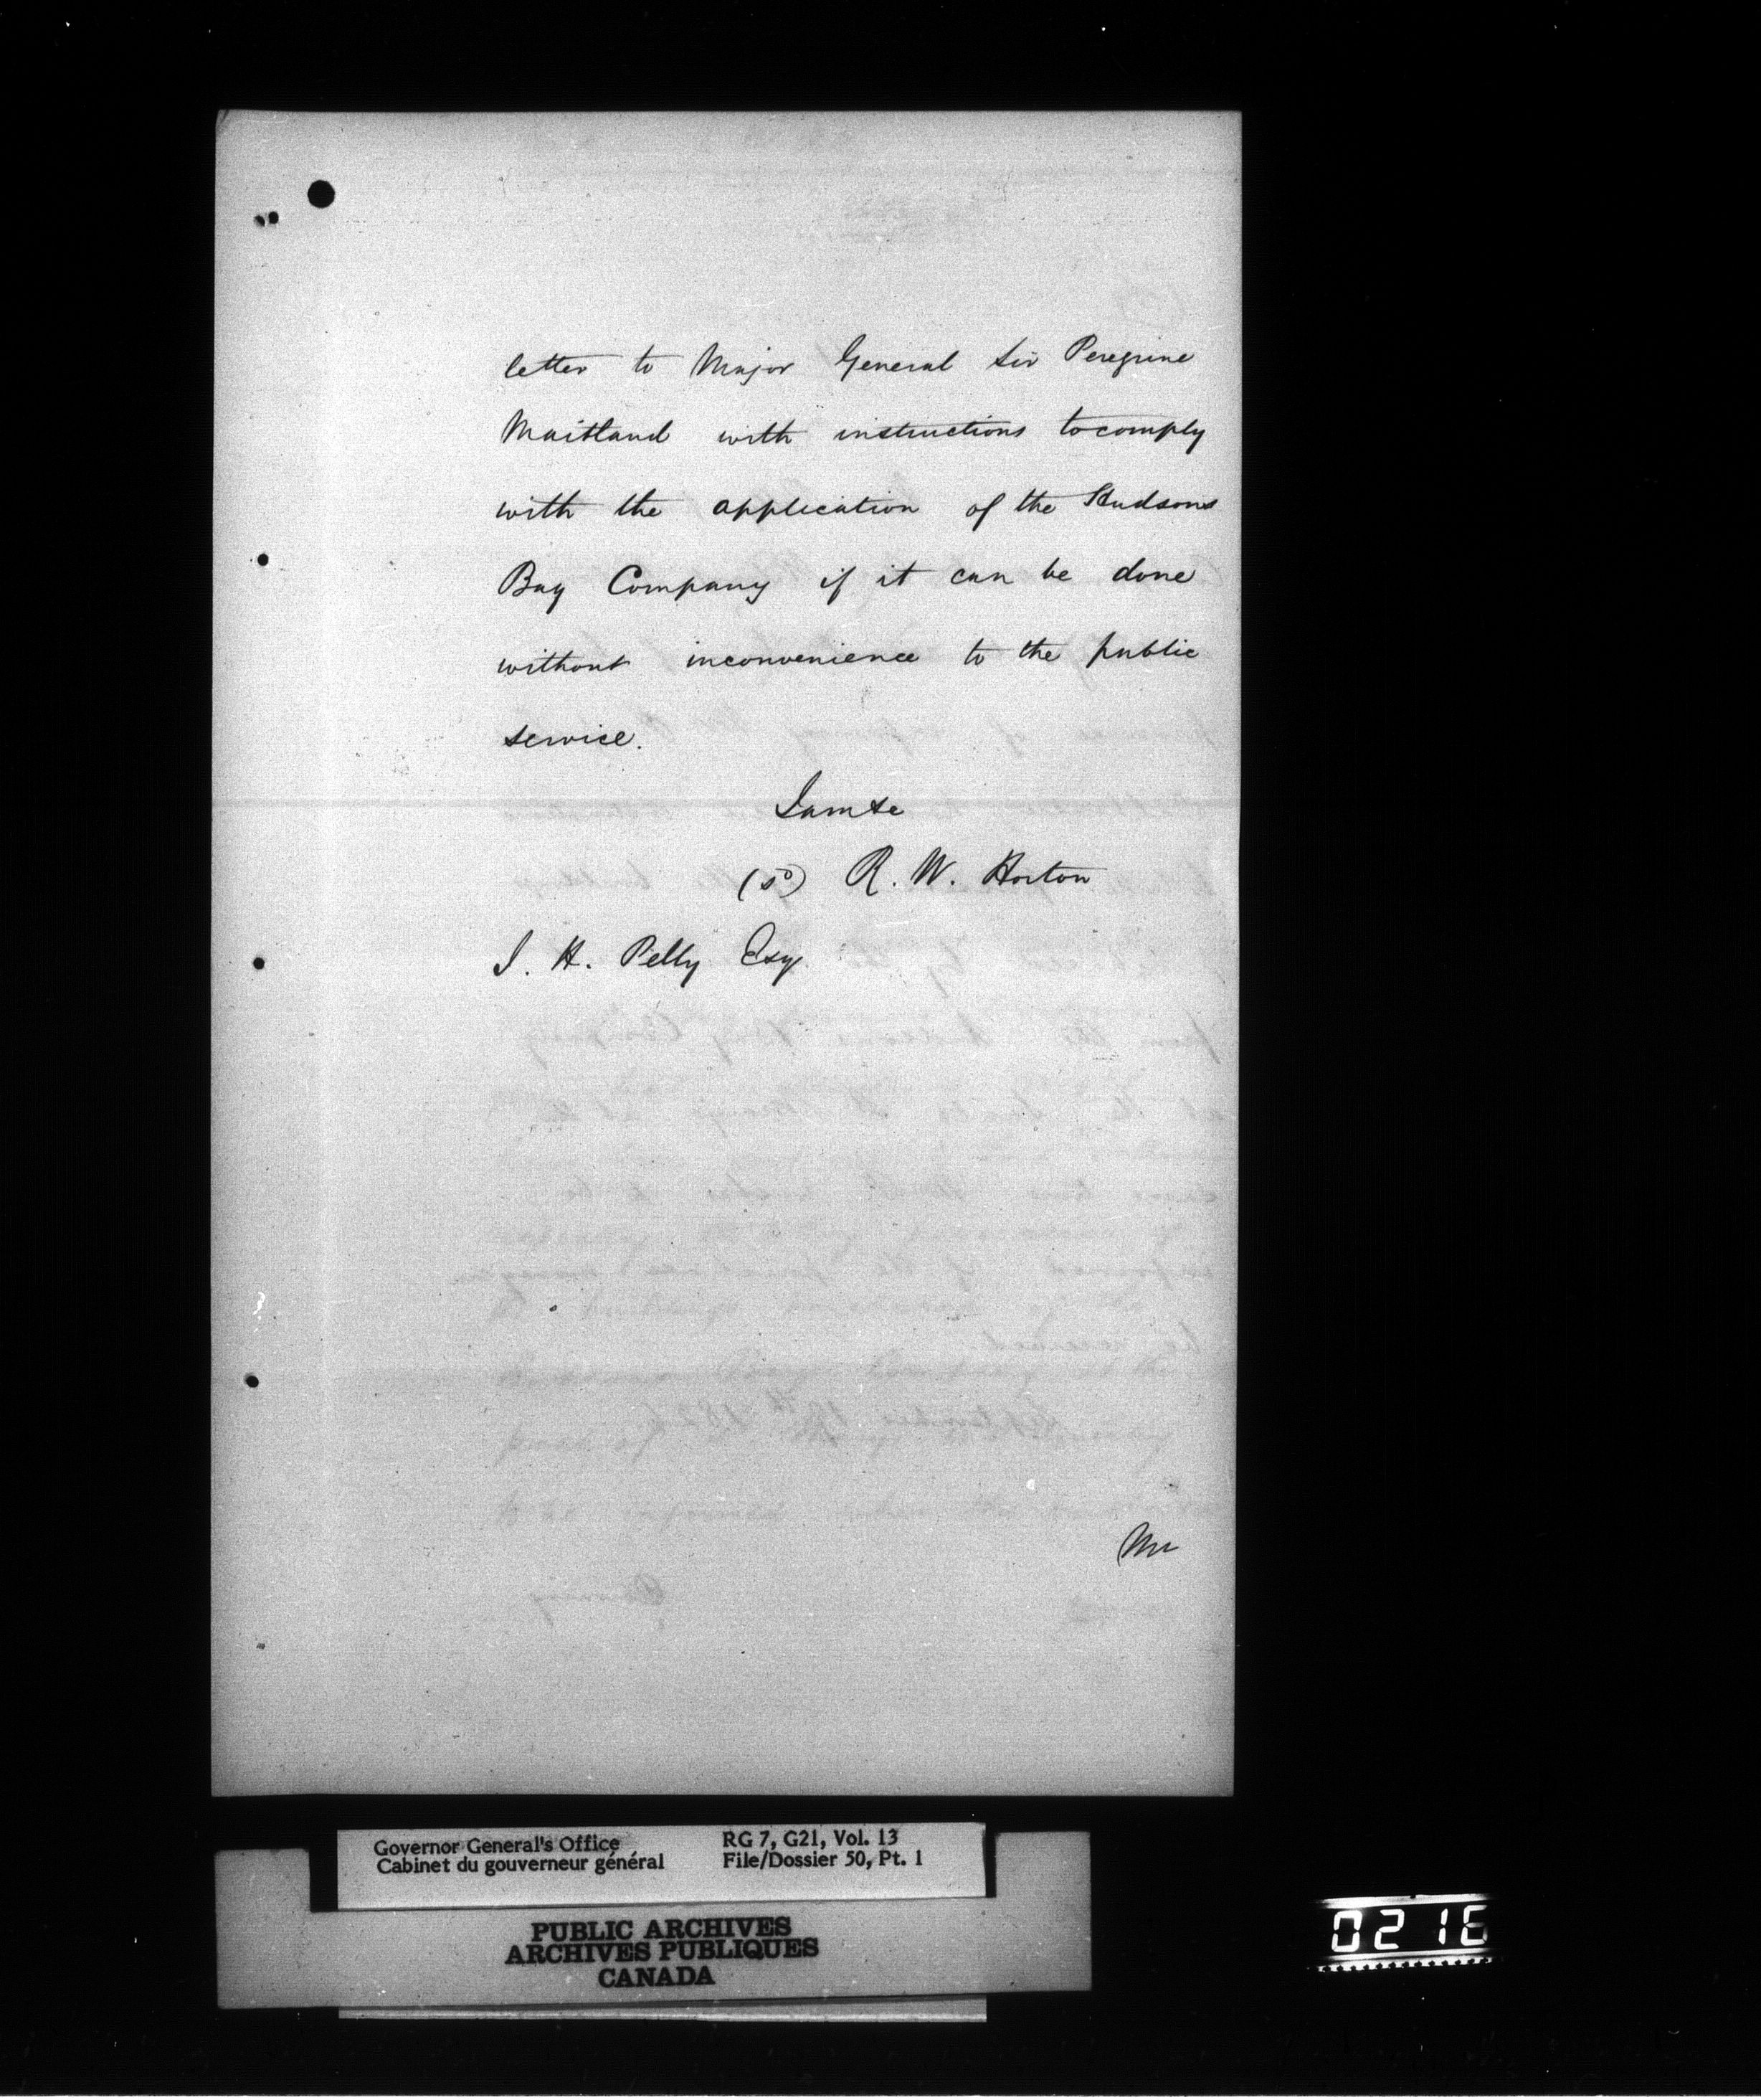 letter to Major General Sir Peregrine
Maitland with instructions to comply
with the application of the Hudsons
Bay Company if it can be done
without inconvenience to the public
service.
I am &c
(sd) R. W. Horton
J. H. Pelly Esq.
Mr
Governor General's Office
Cabinet du gouverneur général
RG 7, G21, Vol. 13
File/Dossier 50, Pt. 1
PUBLIC ARCHIVES
ARCHIVES PUBLIQUES
CANADA
0216